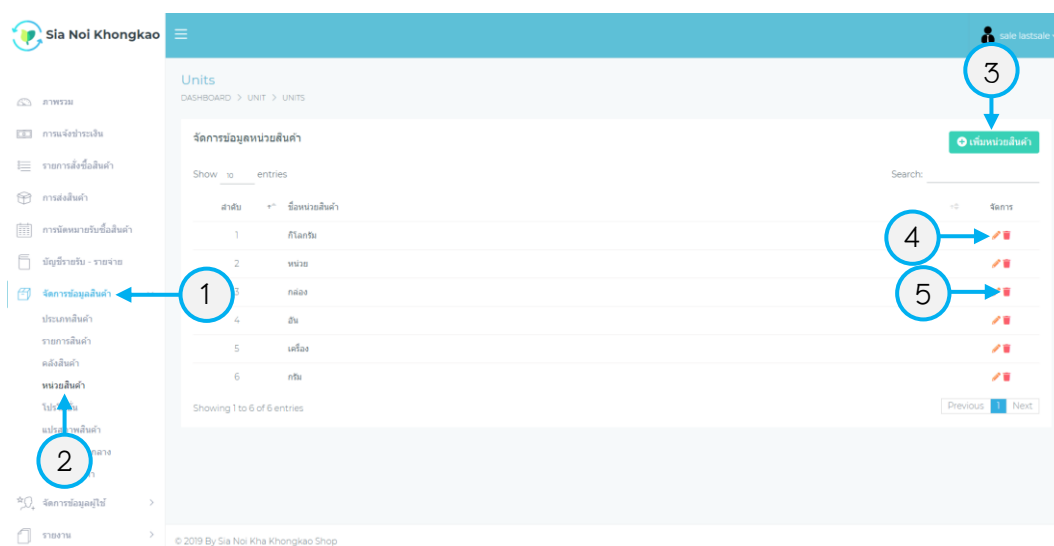 Sia Noi Khongkao
sale lastsale
3
Units
DASHBOARD > UNIT > UNITS
ภาพรวม
การแจ้งชำระเงิน
รายการสั่งซื้อสินค้า
การส่งสินค้า
การนัดหมายรับซื้อสินค้า
บัญชีรายรับ - รายจ่าย
จัดการข้อมูลสินค้า
1
ประเภทสินค้า
รายการสินค้า
คลังสินค้า
หน่วยสินค้า
แปรสภาพสินค้า
2
จัดการข้อมูลผู้ใช้
รายงาน
จัดการข้อมูลหน่วยสินค้า
เพิ่มหน่วยสินค้า
Show 10 entries
Search:
ลำดับ ชื่อหน่วยสินค้า จัดการ
1 กิโลกรัม
4
2 หน่วย
3 กล่อง
5
4 อัน
5 เครื่อง
6 กรัม
Showing 1 to 6 of 6 entries
Previous 1 Next
© 2019 By Sia Noi Kha Khongkao Shop